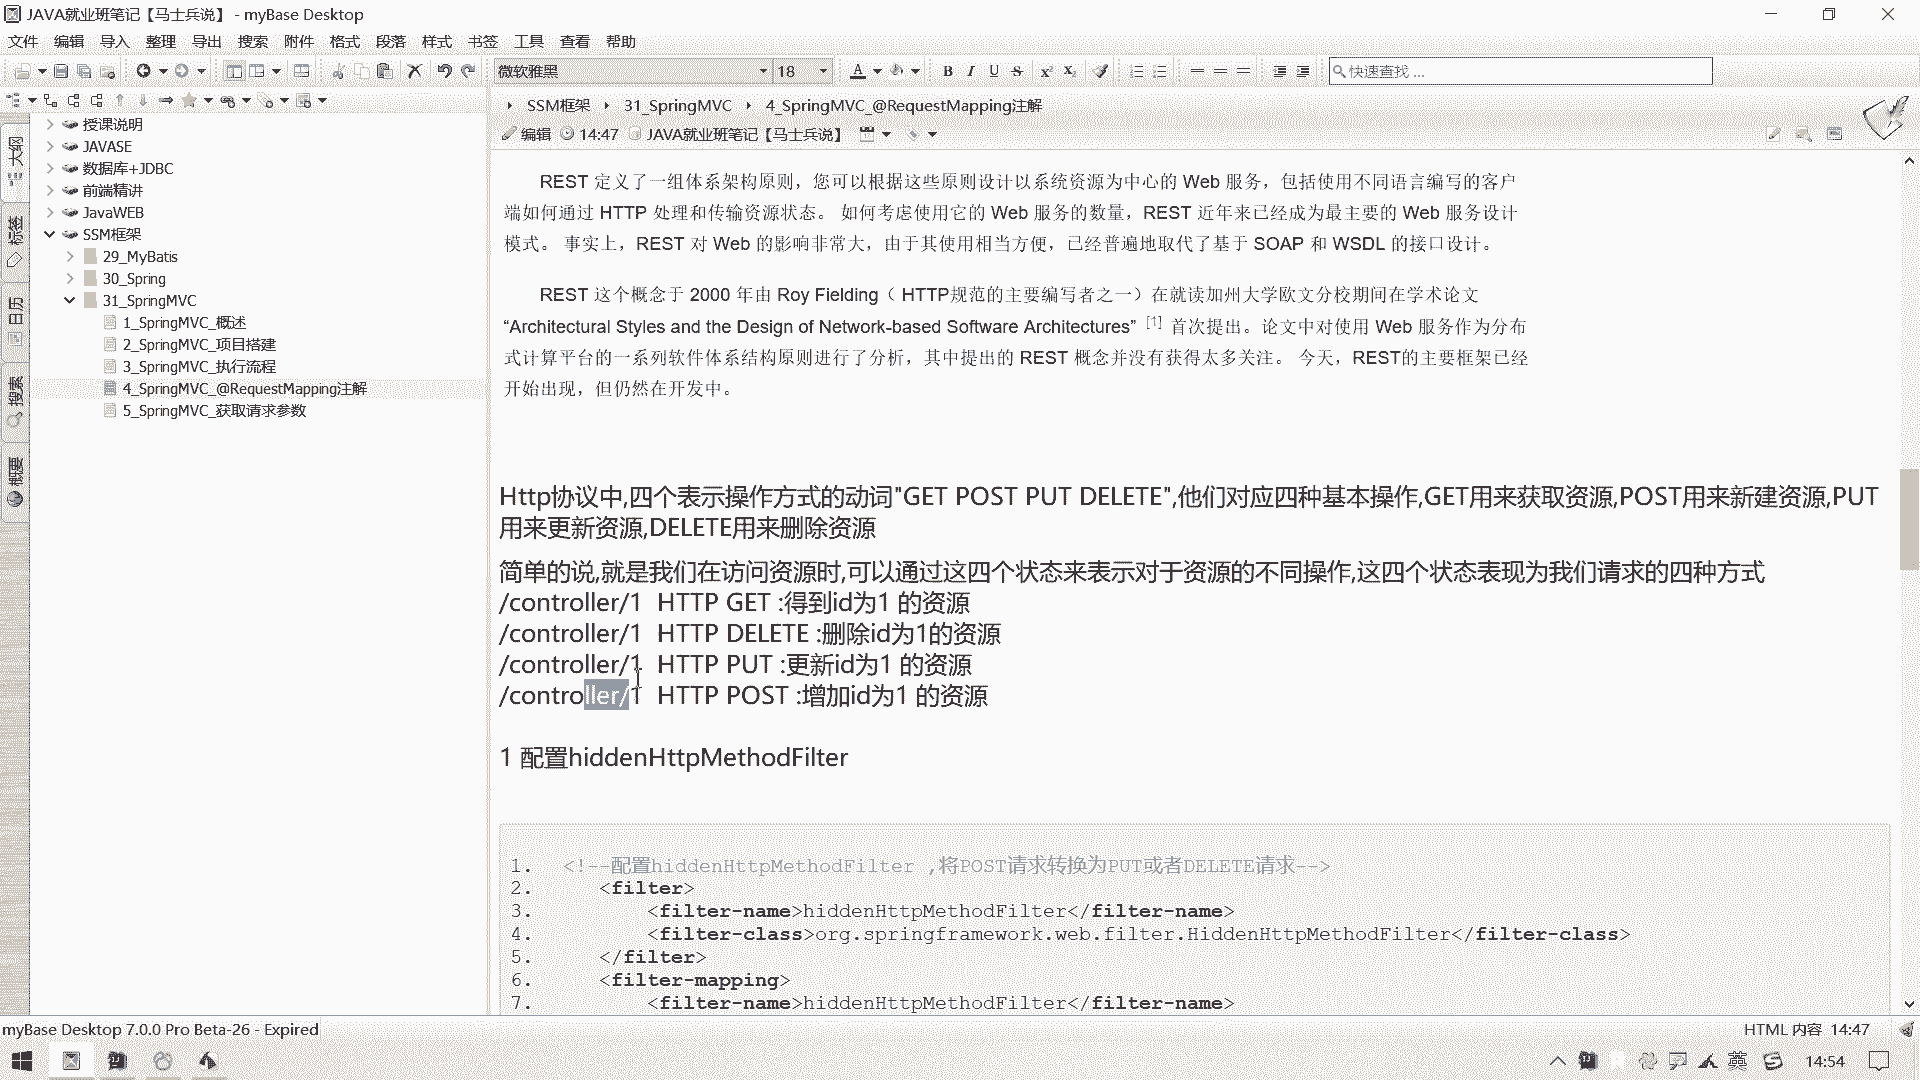 JAVA就业班笔记【马士兵说】 - myBase Desktop
文件 编辑 导入 整理 导出 搜索 附件 格式 段落 样式 书签 工具 查看 帮助
微软雅黑 18 A B I U S x² x₂ 快速查找 ...
SSM框架 31_SpringMVC 4_SpringMVC_@RequestMapping注解
编辑 14:47 JAVA就业班笔记【马士兵说】
大纲
标签
日历
搜索
概要
授课说明
JAVASE
数据库+JDBC
前端精讲
JavaWEB
SSM框架
29_MyBatis
30_Spring
31_SpringMVC
1_SpringMVC_概述
2_SpringMVC_项目搭建
3_SpringMVC_执行流程
4_SpringMVC_@RequestMapping注解
5_SpringMVC_获取请求参数
REST 定义了一组体系架构原则，您可以根据这些原则设计以系统资源为中心的 Web 服务，包括使用不同语言编写的客户
端如何通过 HTTP 处理和传输资源状态。 如何考虑使用它的 Web 服务的数量，REST 近年来已经成为最主要的 Web 服务设计
模式。 事实上，REST 对 Web 的影响非常大，由于其使用相当方便，已经普遍地取代了基于 SOAP 和 WSDL 的接口设计。
REST 这个概念于 2000 年由 Roy Fielding（ HTTP规范的主要编写者之一）在就读加州大学欧文分校期间在学术论文
“Architectural Styles and the Design of Network-based Software Architectures” [1] 首次提出。论文中对使用 Web 服务作为分布
式计算平台的一系列软件体系结构原则进行了分析，其中提出的 REST 概念并没有获得太多关注。 今天，REST的主要框架已经
开始出现，但仍然在开发中。
Http协议中,四个表示操作方式的动词"GET POST PUT DELETE",他们对应四种基本操作,GET用来获取资源,POST用来新建资源,PUT
用来更新资源,DELETE用来删除资源
简单的说,就是我们在访问资源时,可以通过这四个状态来表示对于资源的不同操作,这四个状态表现为我们请求的四种方式
/controller/1 HTTP GET :得到id为1 的资源
/controller/1 HTTP DELETE :删除id为1的资源
/controller/1 HTTP PUT :更新id为1 的资源
/controller/1 HTTP POST :增加id为1 的资源
1 配置hiddenHttpMethodFilter
1. <!--配置hiddenHttpMethodFilter ,将POST请求转换为PUT或者DELETE请求-->
2. <filter>
3. <filter-name>hiddenHttpMethodFilter</filter-name>
4. <filter-class>org.springframework.web.filter.HiddenHttpMethodFilter</filter-class>
5. </filter>
6. <filter-mapping>
7. <filter-name>hiddenHttpMethodFilter</filter-name>
myBase Desktop 7.0.0 Pro Beta-26 - Expired
HTML 内容 14:47
英 14:54